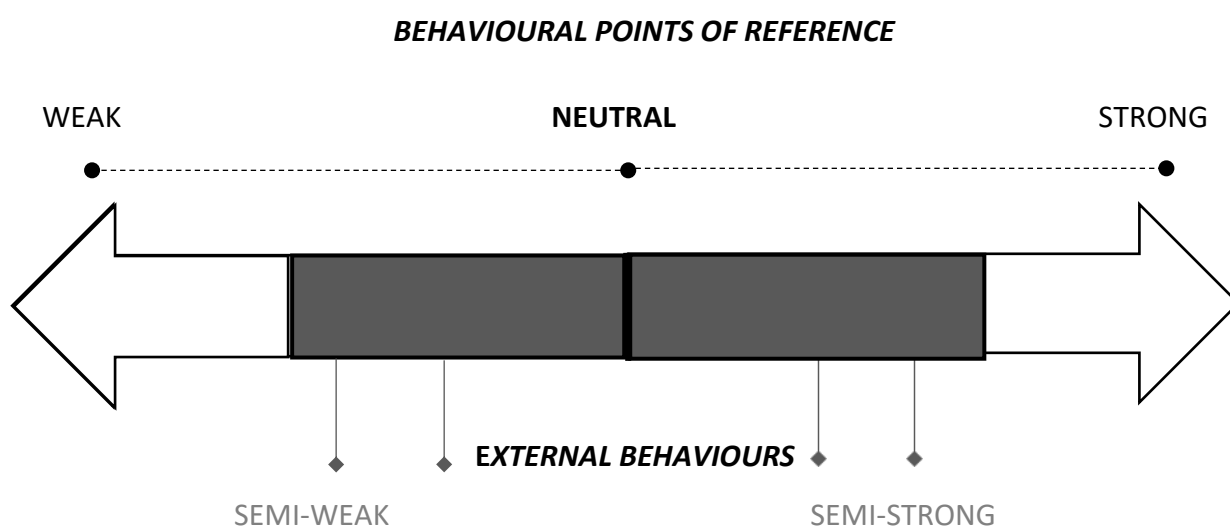 BEHAVIOURAL POINTS OF REFERENCE
WEAK NEUTRAL STRONG
EXTERNAL BEHAVIOURS
SEMI-WEAK SEMI-STRONG